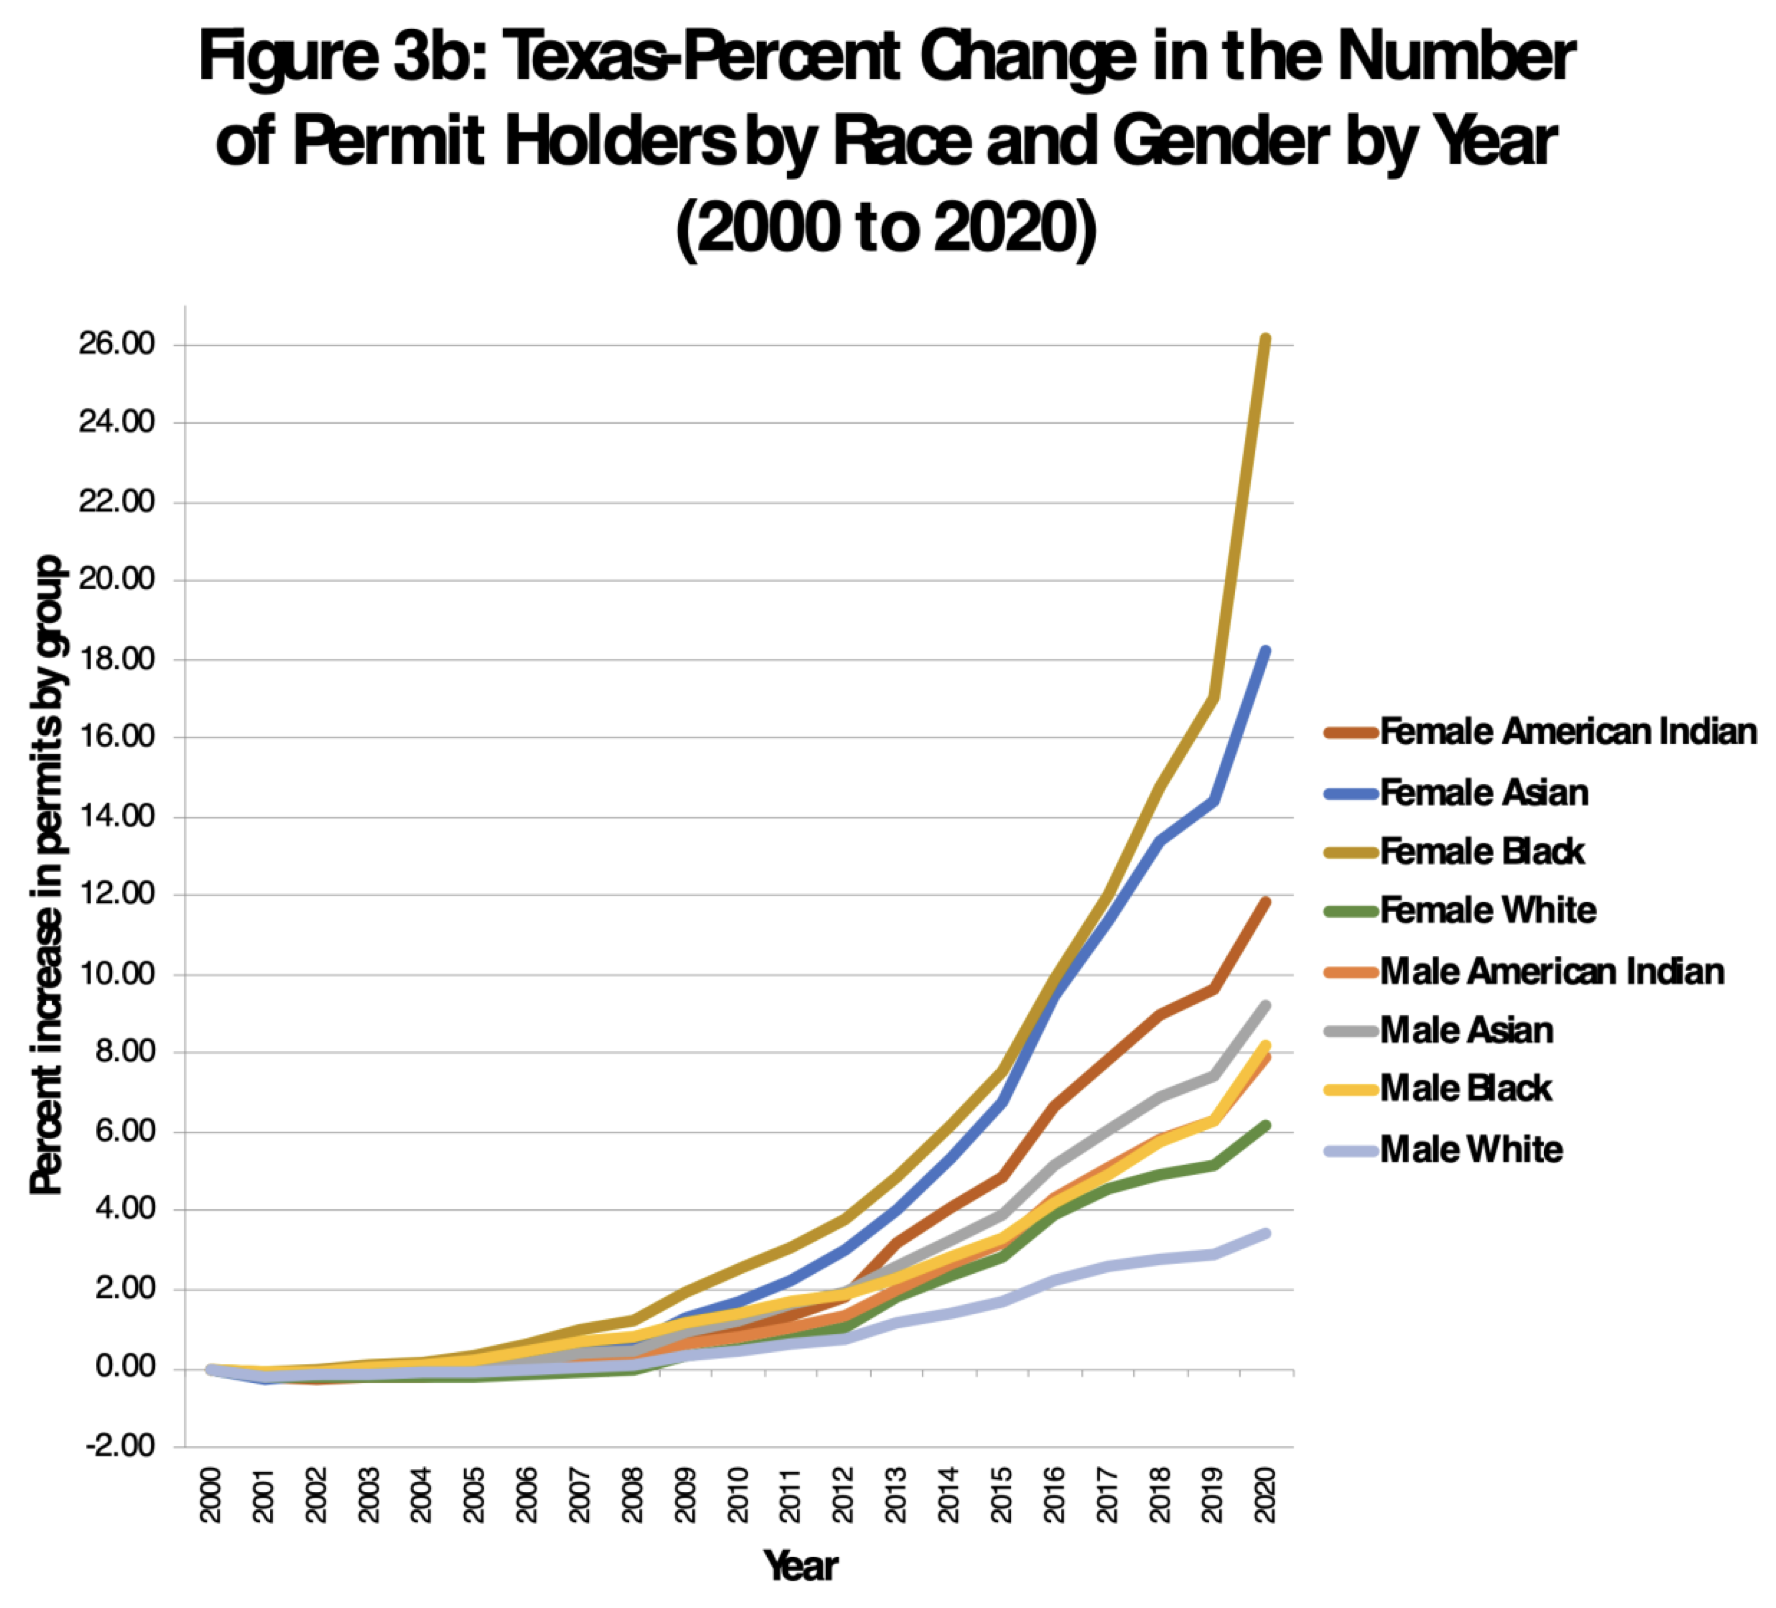 Figure 3b: Texas-Percent Change in the Number
of Permit Holders by Race and Gender by Year
(2000 to 2020)
Percent increase in permits by group
26.00
24.00
22.00
20.00
18.00
16.00
14.00
12.00
10.00
8.00
6.00
4.00
2.00
0.00
-2.00
2000
2001
2002
2003
2004
2005
2006
2007
2008
2009
2010
2011
2012
2013
2014
2015
2016
2017
2018
2019
2020
Year
Female American Indian
Female Asian
Female Black
Female White
Male American Indian
Male Asian
Male Black
Male White